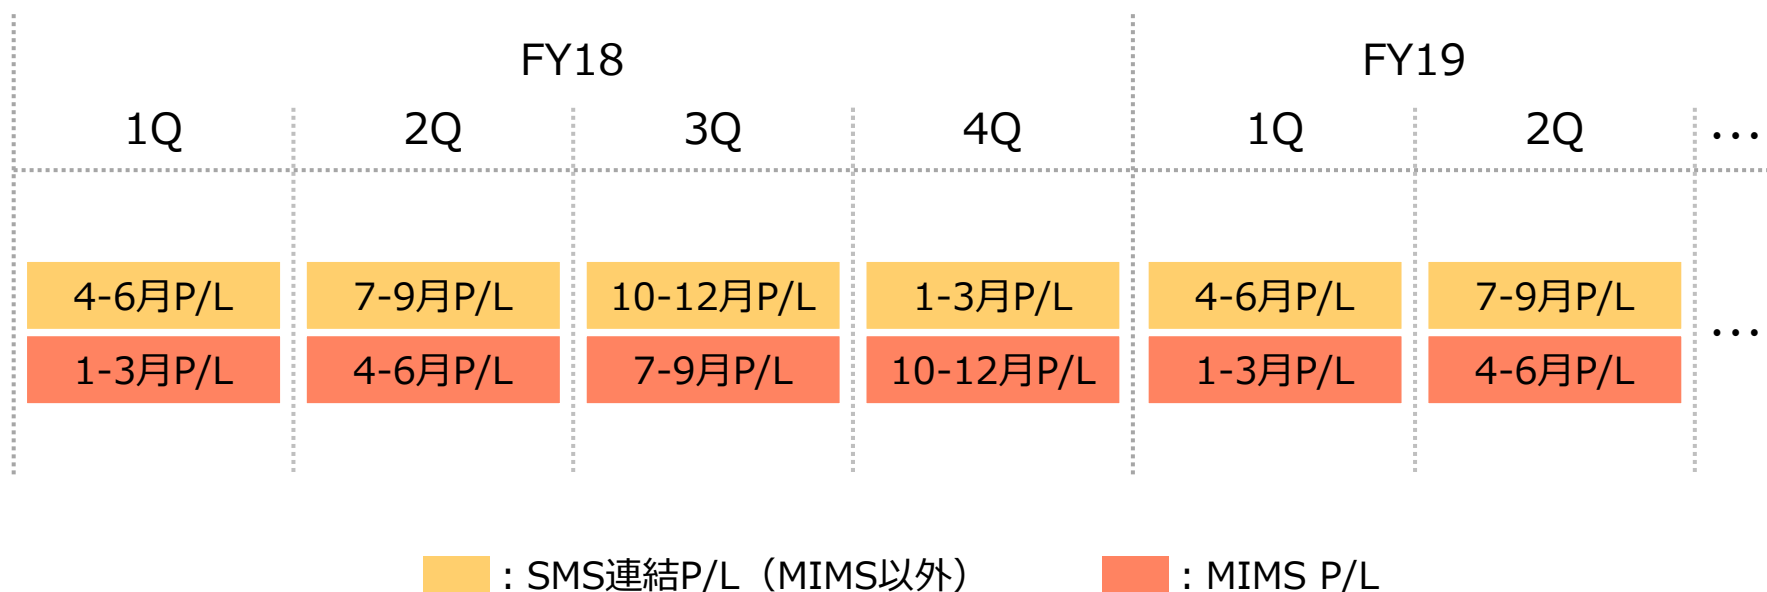 FY18 FY19
1Q 2Q 3Q 4Q 1Q 2Q …
4-6月P/L 7-9月P/L 10-12月P/L 1-3月P/L 4-6月P/L 7-9月P/L
…
1-3月P/L 4-6月P/L 7-9月P/L 10-12月P/L 1-3月P/L 4-6月P/L
：SMS連結P/L（MIMS以外） ：MIMS P/L